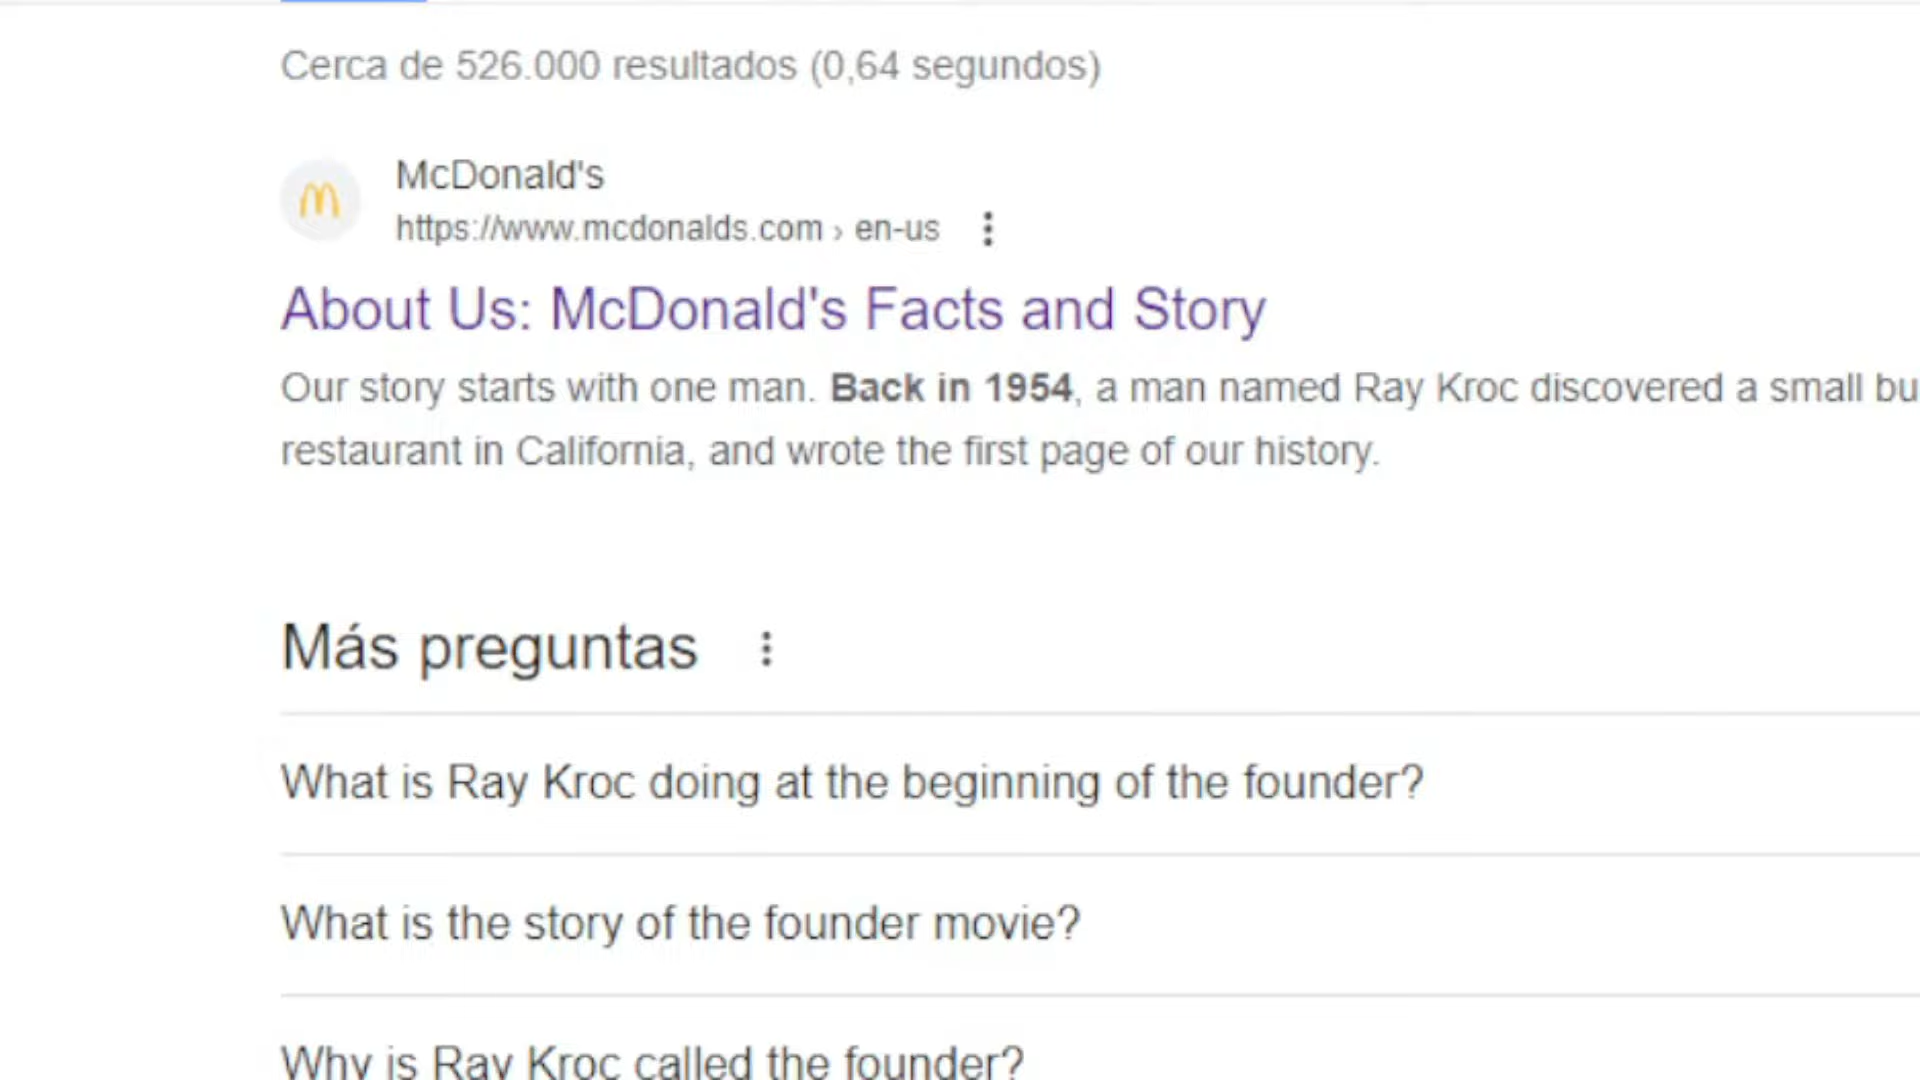 Cerca de 526.000 resultados (0,64 segundos)
McDonald's
https://www.mcdonalds.com › en-us
About Us: McDonald's Facts and Story
Our story starts with one man. Back in 1954, a man named Ray Kroc discovered a small bu
restaurant in California, and wrote the first page of our history.
Más preguntas
What is Ray Kroc doing at the beginning of the founder?
What is the story of the founder movie?
Why is Ray Kroc called the founder?